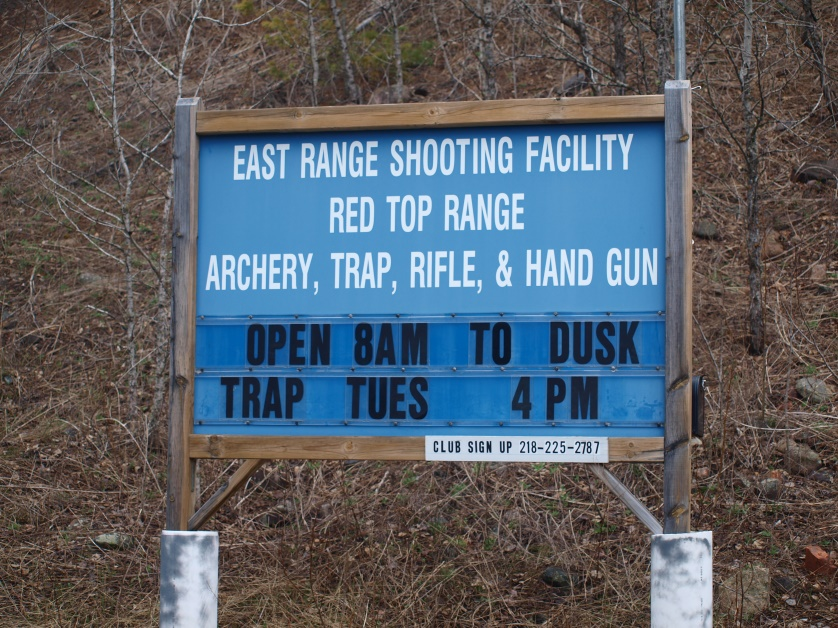 EAST RANGE SHOOTING FACILITY
RED TOP RANGE
ARCHERY, TRAP, RIFLE, & HAND GUN
OPEN 8AM TO DUSK
TRAP TUES 4 PM
CLUB SIGN UP 218-225-2787